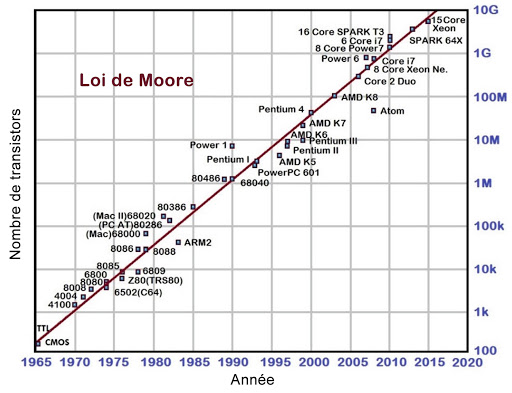 10G
15Core
Xeon
16 Core SPARK T3
6 Core i7
SPARK 64X
8 Core Power7
1G
Power 6
Core i7
8 Core Xeon Ne.
Loi de Moore
Core 2 Duo
AMD K8
100M
Pentium 4
Atom
AMD K7
AMD K6
10M
Power 1
Pentium III
Pentium II
Pentium I
AMD K5
PowerPC 601
80486
68040
1M
80386
(Mac II)68020
(PC AT)80286
100k
(Mac)68000
ARM2
8086
8088
8085
6809
10k
6800
8080
Z80(TRS80)
8008
6502(C64)
4004
4100
1k
TTL
CMOS
100
1965 1970 1975 1980 1985 1990 1995 2000 2005 2010 2015 2020
Année
Nombre de transistors